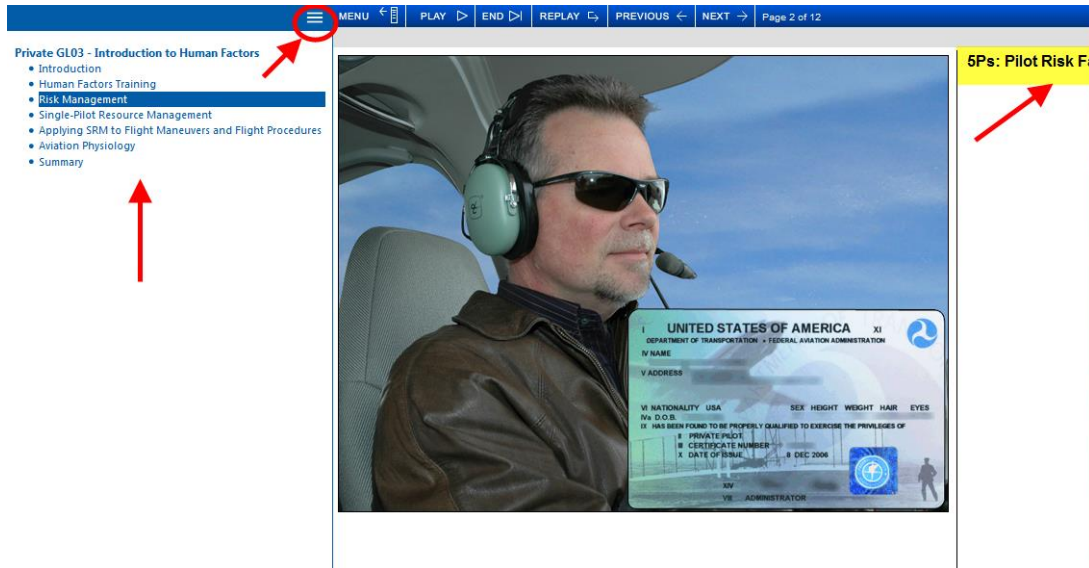 MENU PLAY END REPLAY PREVIOUS NEXT Page 2 of 12
Private GL03 - Introduction to Human Factors
Introduction
Human Factors Training
Risk Management
Single-Pilot Resource Management
Applying SRM to Flight Maneuvers and Flight Procedures
Aviation Physiology
Summary
5Ps: Pilot Risk Fa
I UNITED STATES OF AMERICA XI
DEPARTMENT OF TRANSPORTATION • FEDERAL AVIATION ADMINISTRATION
IV NAME
V ADDRESS
VI NATIONALITY USA SEX HEIGHT WEIGHT HAIR EYES
IVa D.O.B.
IX HAS BEEN FOUND TO BE PROPERLY QUALIFIED TO EXERCISE THE PRIVILEGES OF
II PRIVATE PILOT
III CERTIFICATE NUMBER
X DATE OF ISSUE 8 DEC 2006
XIV
VII ADMINISTRATOR